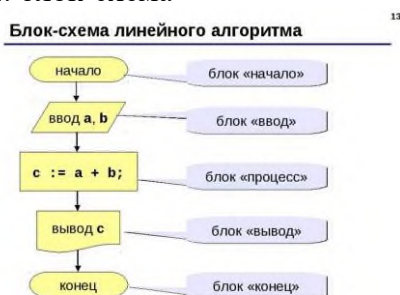 13
Блок-схема линейного алгоритма
начало
блок «начало»
ввод a, b
блок «ввод»
c := a + b;
блок «процесс»
вывод c
блок «вывод»
конец
блок «конец»